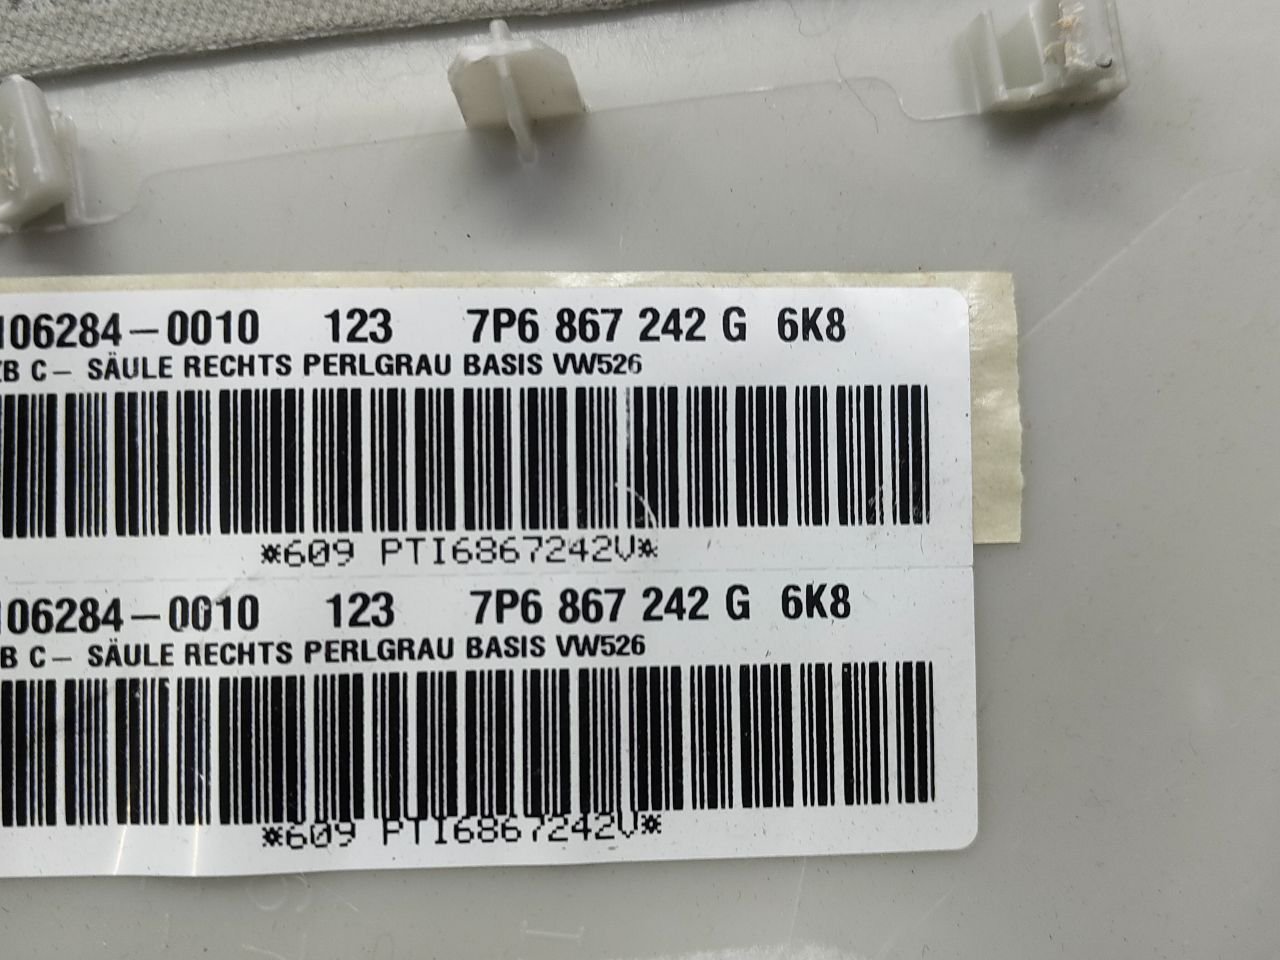 106284-0010 123 7P6 867 242 G 6K8
ZB C- SÄULE RECHTS PERLGRAU BASIS VW526
*609 PTI6867242V*
106284-0010 123 7P6 867 242 G 6K8
B C- SÄULE RECHTS PERLGRAU BASIS VW526
*609 PTI6867242V*